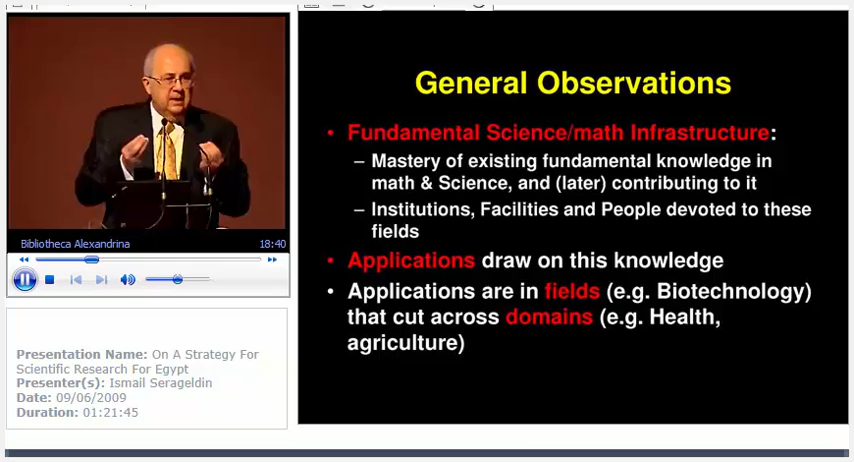 Bibliotheca Alexandrina 18:40
Presentation Name: On A Strategy For
Scientific Research For Egypt
Presenter(s): Ismail Serageldin
Date: 09/06/2009
Duration: 01:21:45
General Observations
• Fundamental Science/math Infrastructure:
– Mastery of existing fundamental knowledge in
math & Science, and (later) contributing to it
– Institutions, Facilities and People devoted to these
fields
• Applications draw on this knowledge
• Applications are in fields (e.g. Biotechnology)
that cut across domains (e.g. Health,
agriculture)